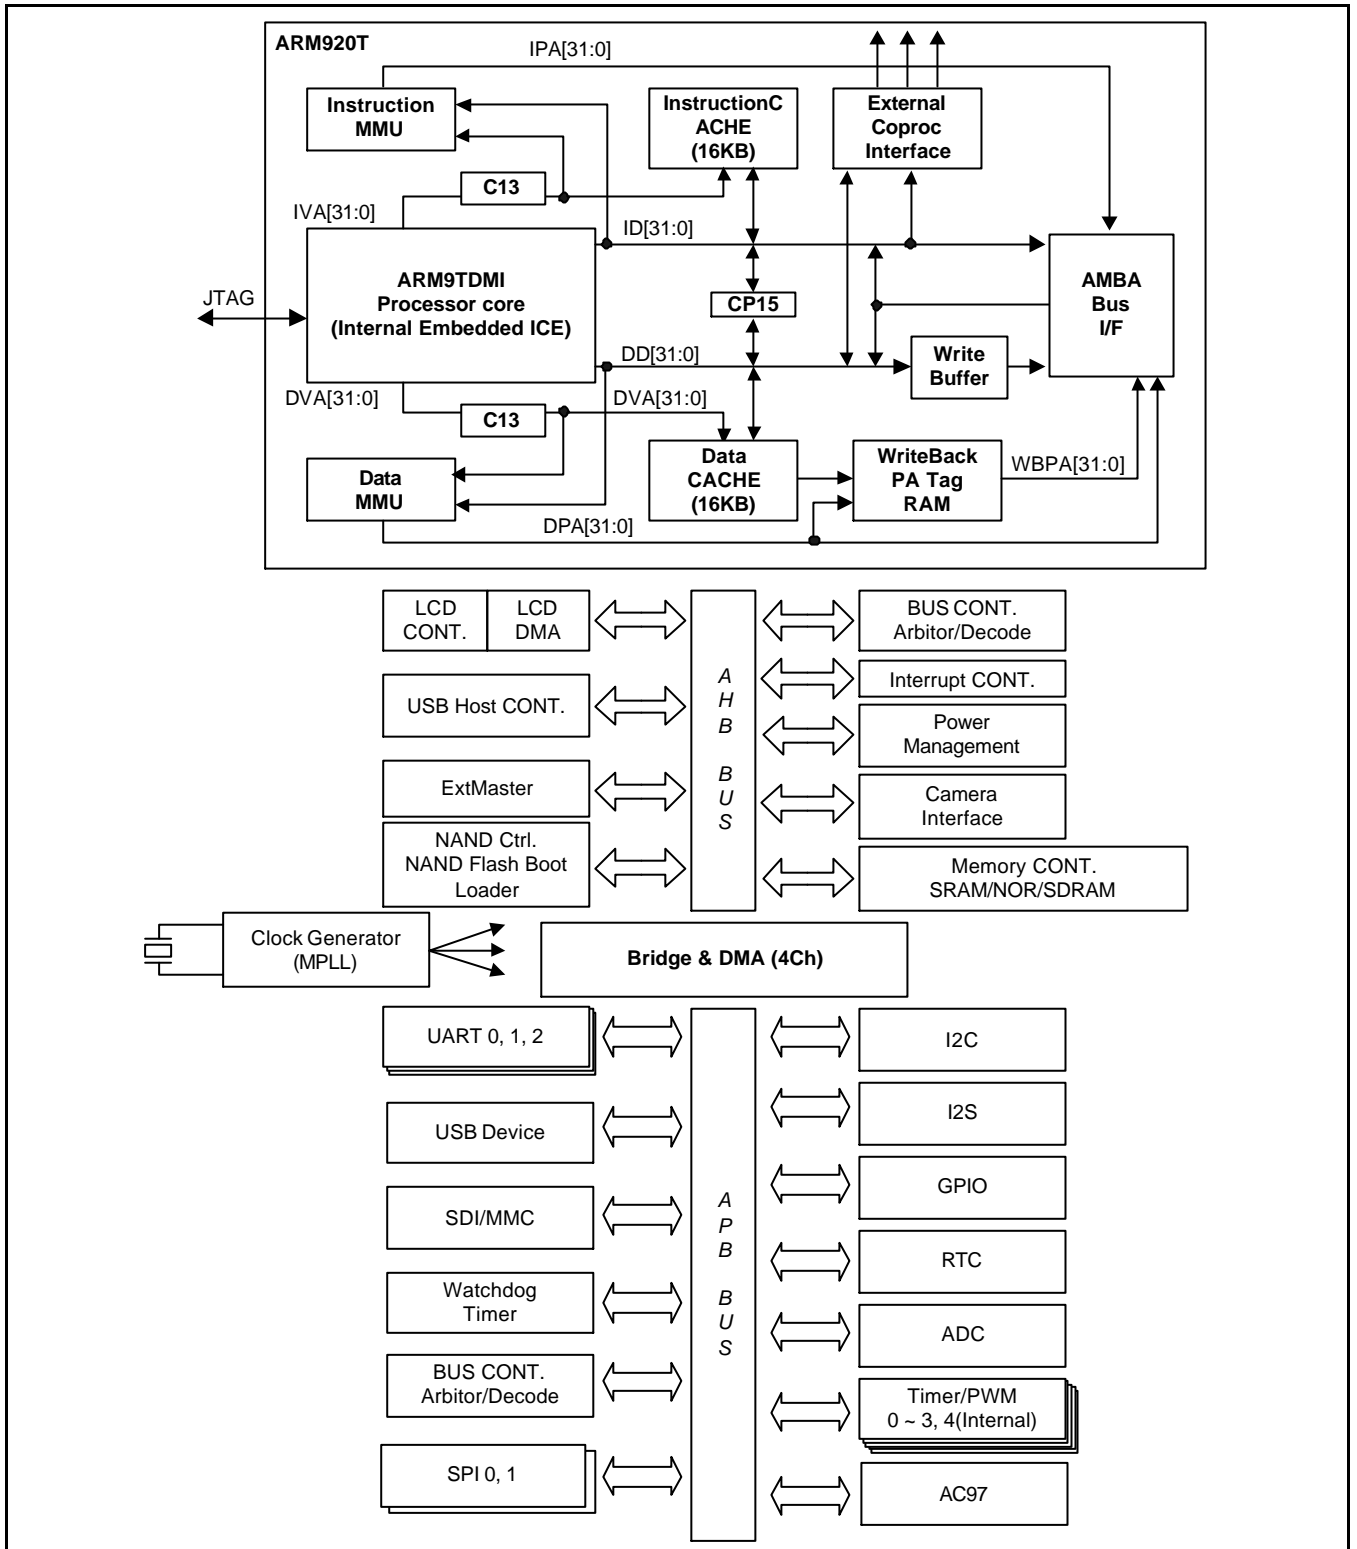 ARM920T
IPA[31:0]
Instruction
MMU
InstructionC
ACHE
(16KB)
External
Coproc
Interface
C13
IVA[31:0]
ID[31:0]
ARM9TDMI
Processor core
(Internal Embedded ICE)
JTAG
CP15
AMBA
Bus
I/F
DD[31:0]
Write
Buffer
DVA[31:0]
C13
DVA[31:0]
Data
MMU
Data
CACHE
(16KB)
WriteBack
PA Tag
RAM
WBPA[31:0]
DPA[31:0]
LCD
CONT.
LCD
DMA
USB Host CONT.
ExtMaster
NAND Ctrl.
NAND Flash Boot
Loader
A
H
B
B
U
S
BUS CONT.
Arbitor/Decode
Interrupt CONT.
Power
Management
Camera
Interface
Memory CONT.
SRAM/NOR/SDRAM
Clock Generator
(MPLL)
Bridge & DMA (4Ch)
UART 0, 1, 2
USB Device
SDI/MMC
Watchdog
Timer
BUS CONT.
Arbitor/Decode
SPI 0, 1
A
P
B
B
U
S
I2C
I2S
GPIO
RTC
ADC
Timer/PWM
0 ~ 3, 4(Internal)
AC97